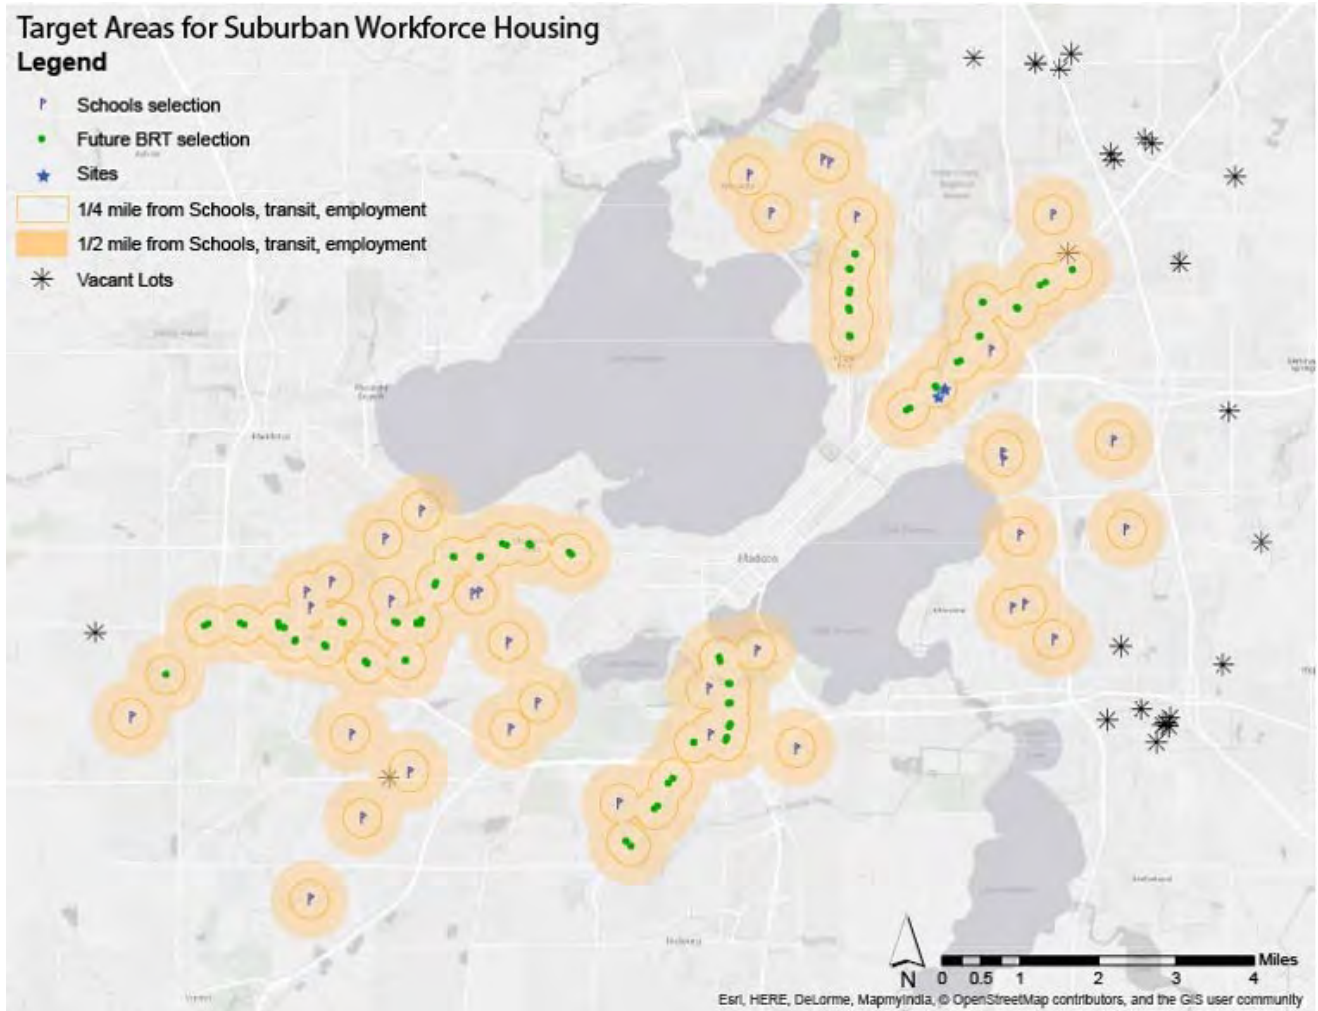 Target Areas for Suburban Workforce Housing
Legend
Schools selection
Future BRT selection
Sites
1/4 mile from Schools, transit, employment
1/2 mile from Schools, transit, employment
Vacant Lots
Madison
N
0 0.5 1 2 3 4
Miles
Esri, HERE, DeLorme, MapmyIndia, © OpenStreetMap contributors, and the GIS user community